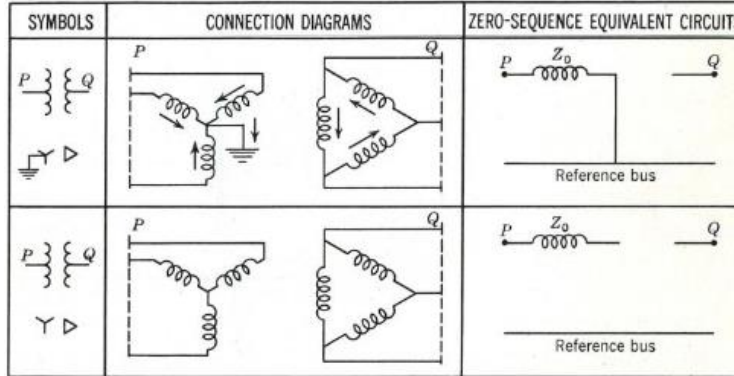 SYMBOLS CONNECTION DIAGRAMS ZERO-SEQUENCE EQUIVALENT CIRCUIT
P Q
P Q
P Z₀ Q
Reference bus
P Q
P Q
P Z₀ Q
Reference bus